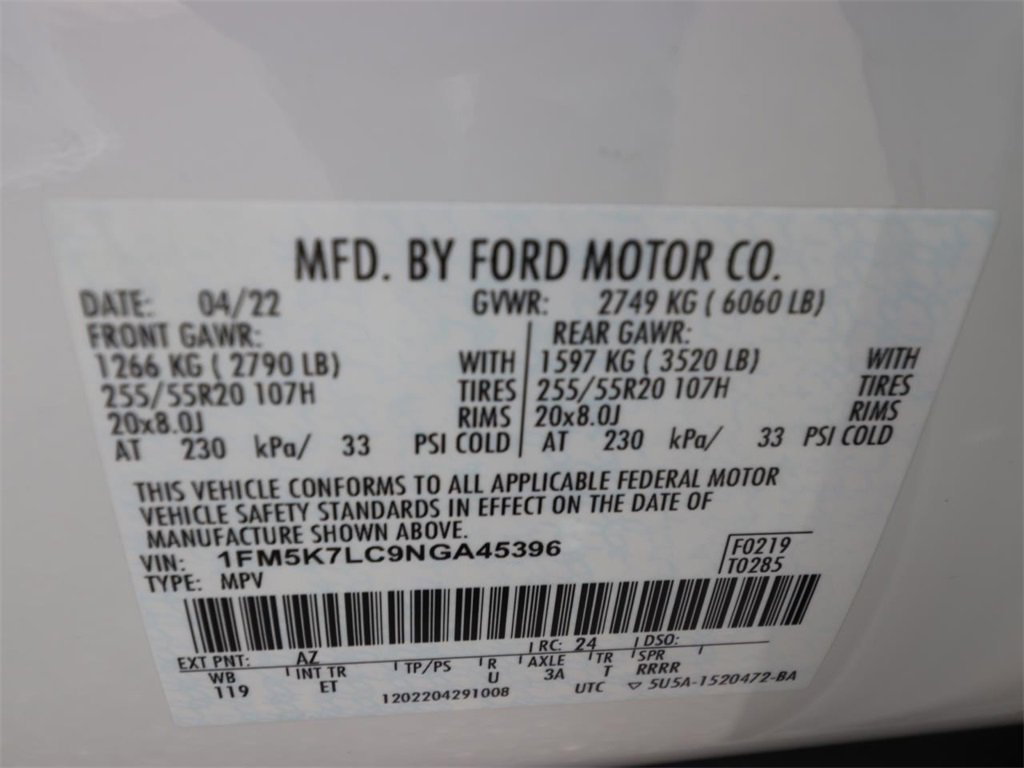 MFD. BY FORD MOTOR CO.
DATE: 04/22 GVWR: 2749 KG ( 6060 LB)
FRONT GAWR: REAR GAWR:
1266 KG ( 2790 LB) WITH 1597 KG ( 3520 LB) WITH
255/55R20 107H TIRES 255/55R20 107H TIRES
20x8.0J RIMS 20x8.0J RIMS
AT 230 kPa/ 33 PSI COLD AT 230 kPa/ 33 PSI COLD
THIS VEHICLE CONFORMS TO ALL APPLICABLE FEDERAL MOTOR
VEHICLE SAFETY STANDARDS IN EFFECT ON THE DATE OF
MANUFACTURE SHOWN ABOVE.
VIN: 1FM5K7LC9NGA45396 F0219
TYPE: MPV T0285
EXT PNT: AZ RC: 24 DSO:
WB INT TR TP/PS R AXLE TR SPR
119 ET U 3A T RRRR
1202204291008 UTC ▽ 5U5A-1520472-BA